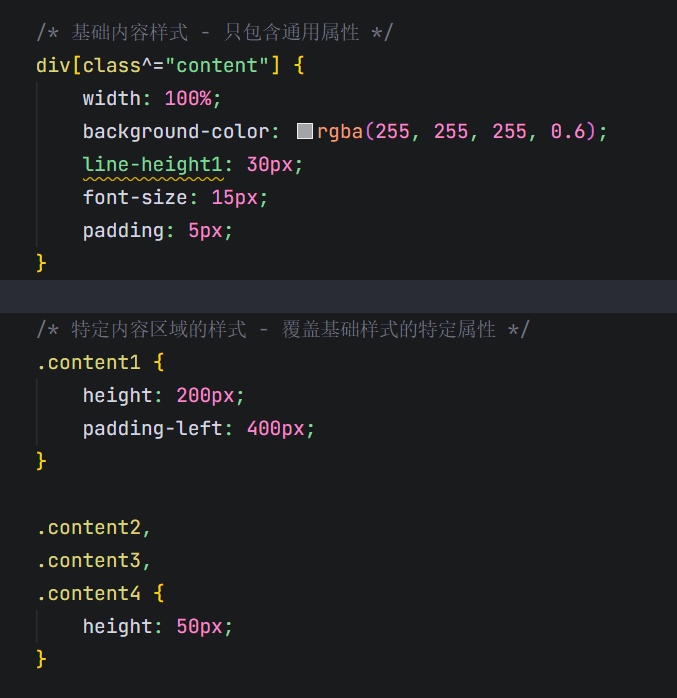 /* 基础内容样式 - 只包含通用属性 */
div[class^="content"] {
width: 100%;
background-color: rgba(255, 255, 255, 0.6);
line-height1: 30px;
font-size: 15px;
padding: 5px;
}
/* 特定内容区域的样式 - 覆盖基础样式的特定属性 */
.content1 {
height: 200px;
padding-left: 400px;
}
.content2,
.content3,
.content4 {
height: 50px;
}